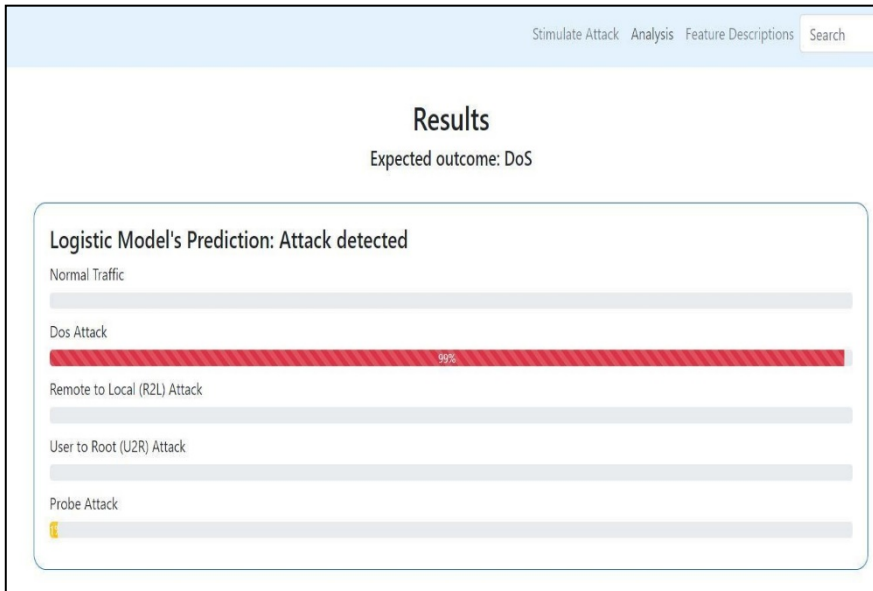 Stimulate Attack Analysis Feature Descriptions Search
Results
Expected outcome: DoS
Logistic Model's Prediction: Attack detected
Normal Traffic
Dos Attack
99%
Remote to Local (R2L) Attack
User to Root (U2R) Attack
Probe Attack